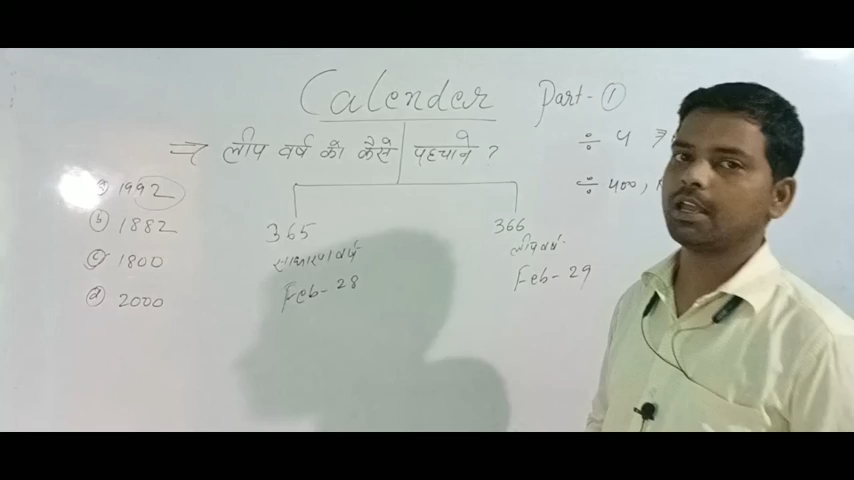 Calender Part-①
⇒ लीप वर्ष को कैसे पहचाने ?
÷ 4 ⇒
÷ 400,
ⓐ 1992
ⓑ 1882
ⓒ 1800
ⓓ 2000
365
साधारण वर्ष
Feb-28
366
लीप वर्ष
Feb-29